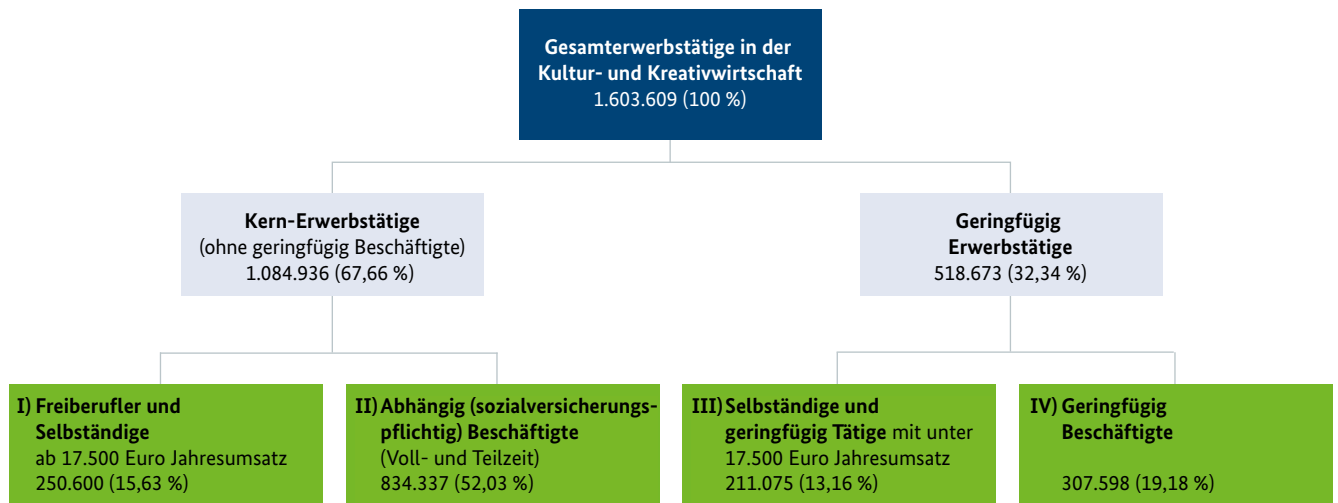 Gesamterwerbstätige in der
Kultur- und Kreativwirtschaft
1.603.609 (100 %)
Kern-Erwerbstätige
(ohne geringfügig Beschäftigte)
1.084.936 (67,66 %)
Geringfügig
Erwerbstätige
518.673 (32,34 %)
I) Freiberufler und
Selbständige
ab 17.500 Euro Jahresumsatz
250.600 (15,63 %)
II) Abhängig (sozialversicherungs-
pflichtig) Beschäftigte
(Voll- und Teilzeit)
834.337 (52,03 %)
III) Selbständige und
geringfügig Tätige mit unter
17.500 Euro Jahresumsatz
211.075 (13,16 %)
IV) Geringfügig
Beschäftigte
307.598 (19,18 %)